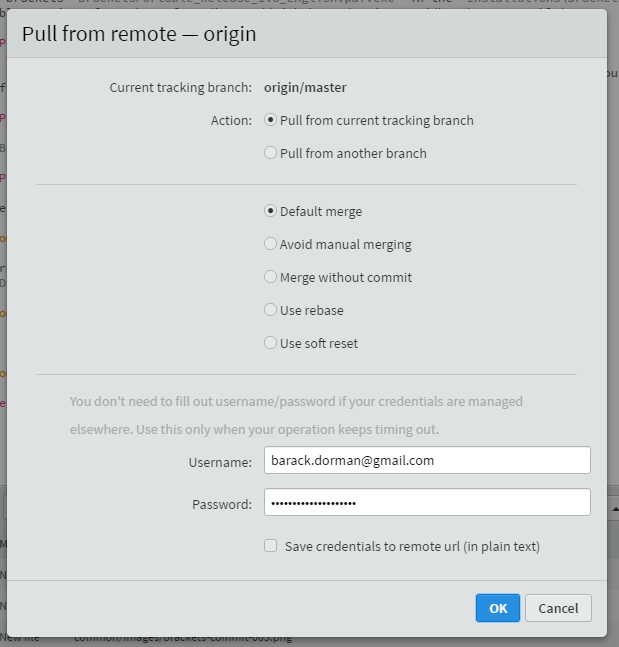 Pull from remote — origin
Current tracking branch: origin/master
Action: Pull from current tracking branch
Pull from another branch
Default merge
Avoid manual merging
Merge without commit
Use rebase
Use soft reset
You don't need to fill out username/password if your credentials are managed
elsewhere. Use this only when your operation keeps timing out.
Username: barack.dorman@gmail.com
Password: ••••••••••••••••••••
Save credentials to remote url (in plain text)
OK Cancel
New file common/images/brackets-commit-003.png